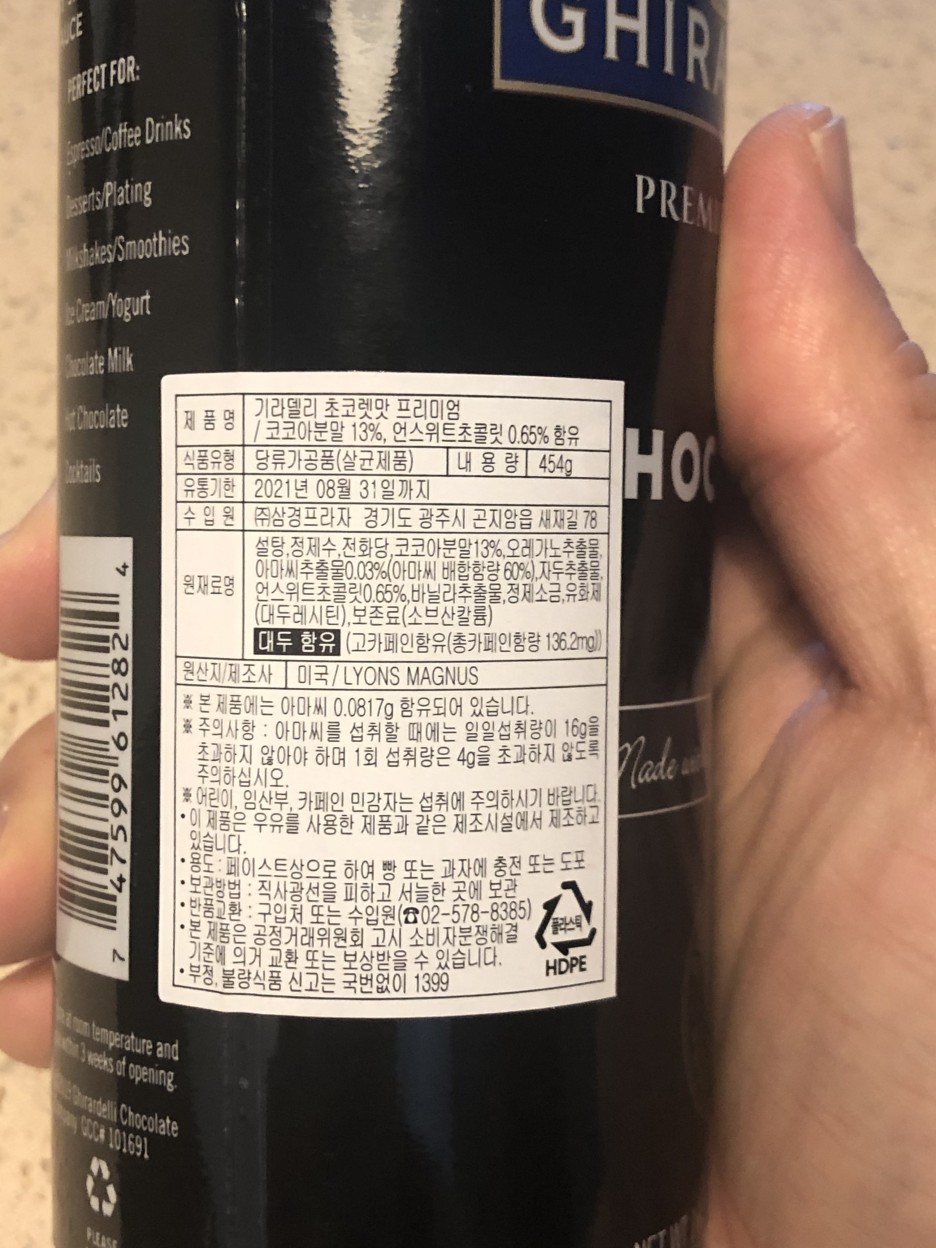 PERFECT FOR:
Espresso/Coffee Drinks
Desserts/Plating
Milkshakes/Smoothies
Ice Cream/Yogurt
Chocolate Milk
Hot Chocolate
Cocktails
GHIRA
PREMI
HOC
Made
제 품 명 기라델리 초코렛맛 프리미엄
/ 코코아분말 13%, 언스위트초콜릿 0.65% 함유
식품유형 당류가공품(살균제품) 내 용 량 454g
유통기한 2021년 08월 31일까지
수 입 원 ㈜삼경프라자 경기도 광주시 곤지암읍 새재길 78
원재료명 설탕,정제수,전화당,코코아분말13%,오레가노추출물,
아마씨추출물0.03%(아마씨 배합함량 60%),자두추출물,
언스위트초콜릿0.65%,바닐라추출물,정제소금,유화제
(대두레시틴),보존료(소브산칼륨)
대두 함유 (고카페인함유(총카페인함량 136.2mg))
원산지/제조사 미국/ LYONS MAGNUS
※ 본 제품에는 아마씨 0.0817g 함유되어 있습니다.
※ 주의사항 : 아마씨를 섭취할 때에는 일일섭취량이 16g을
초과하지 않아야 하며 1회 섭취량은 4g을 초과하지 않도록
주의하십시오.
※ 어린이, 임산부, 카페인 민감자는 섭취에 주의하시기 바랍니다.
• 이 제품은 우유를 사용한 제품과 같은 제조시설에서 제조하고
있습니다.
• 용도 : 페이스트상으로 하여 빵 또는 과자에 충전 또는 도포
• 보관방법 : 직사광선을 피하고 서늘한 곳에 보관
• 반품교환 : 구입처 또는 수입원(☎02-578-8385)
• 본 제품은 공정거래위원회 고시 소비자분쟁해결
기준에 의거 교환 또는 보상받을 수 있습니다.
• 부정, 불량식품 신고는 국번없이 1399
플라스틱
HDPE
7 47599 61282 4
at room temperature and
within 3 weeks of opening.
Ghirardelli Chocolate
GCC# 101691
PLEASE